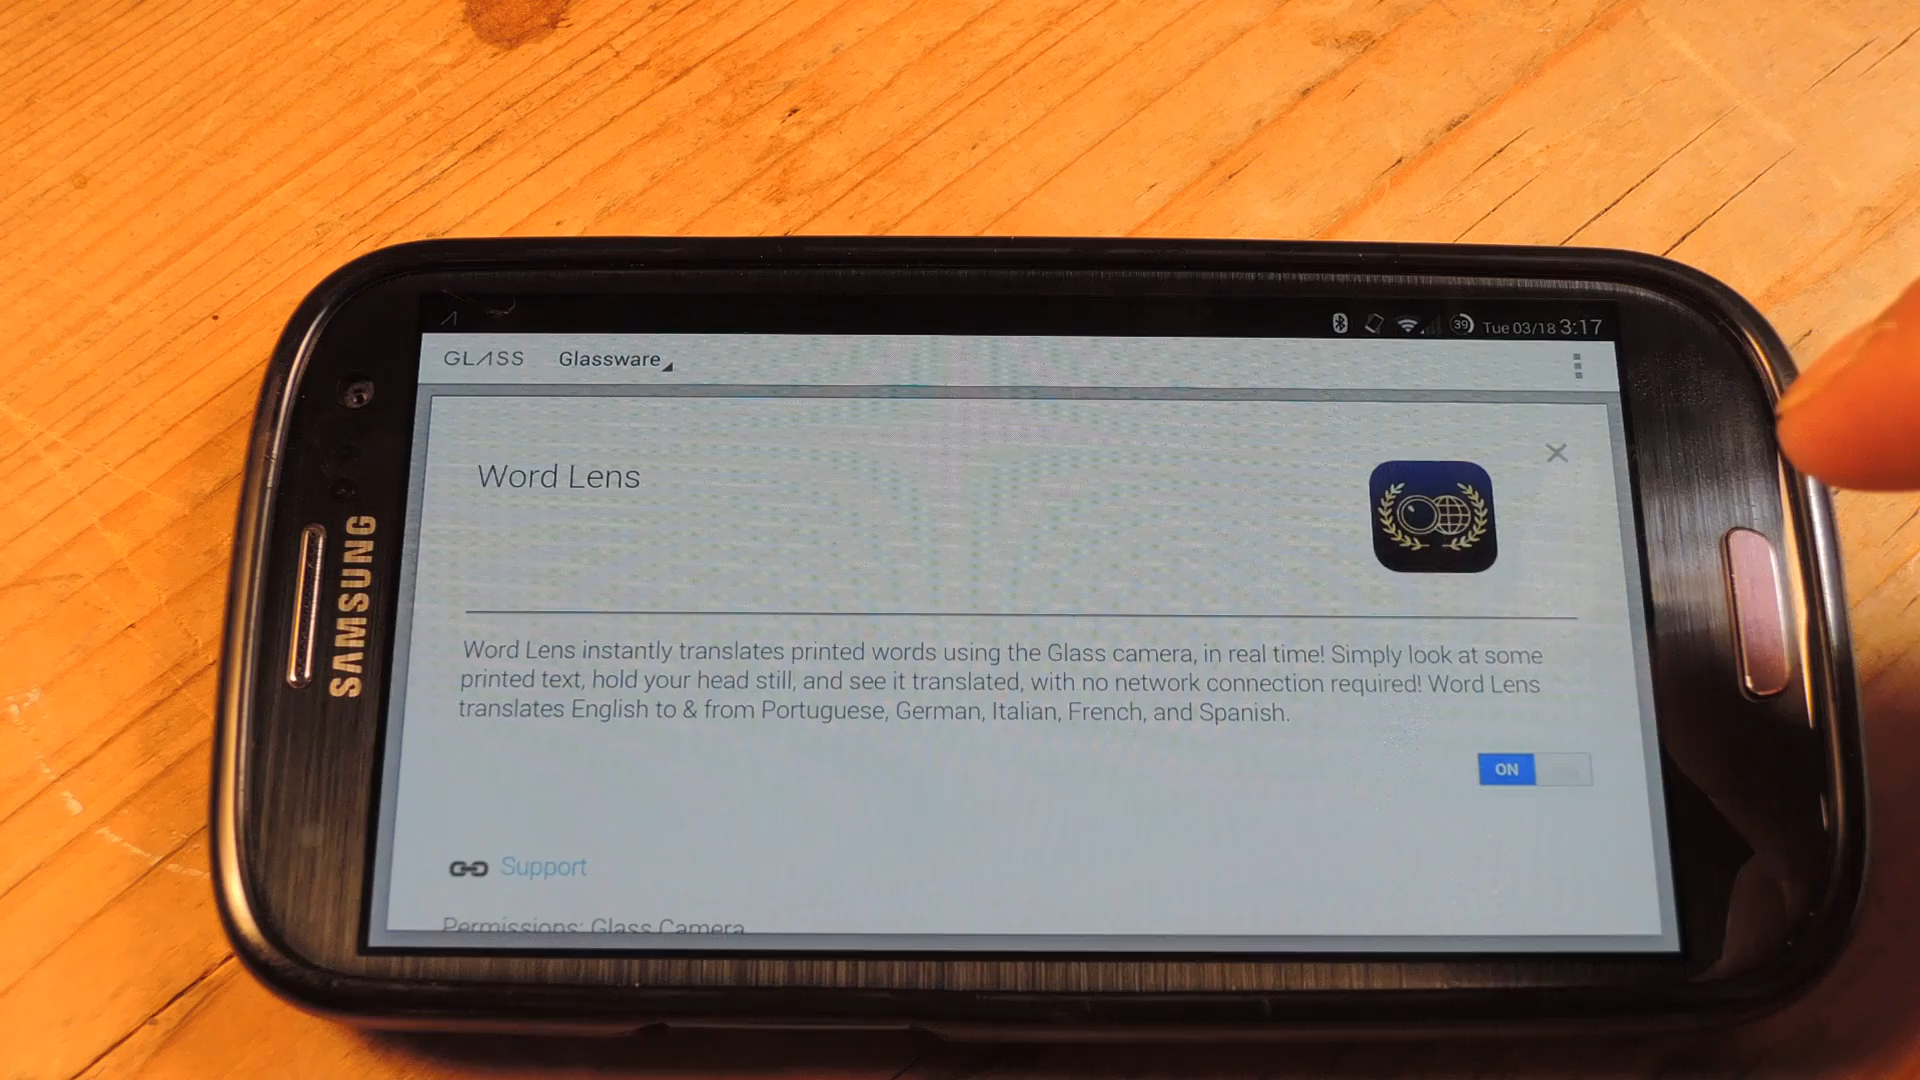 39 Tue 03/18 3:17
GLASS Glassware
Word Lens
SAMSUNG
Word Lens instantly translates printed words using the Glass camera, in real time! Simply look at some
printed text, hold your head still, and see it translated, with no network connection required! Word Lens
translates English to & from Portuguese, German, Italian, French, and Spanish.
ON
Support
Permissions: Glass Camera